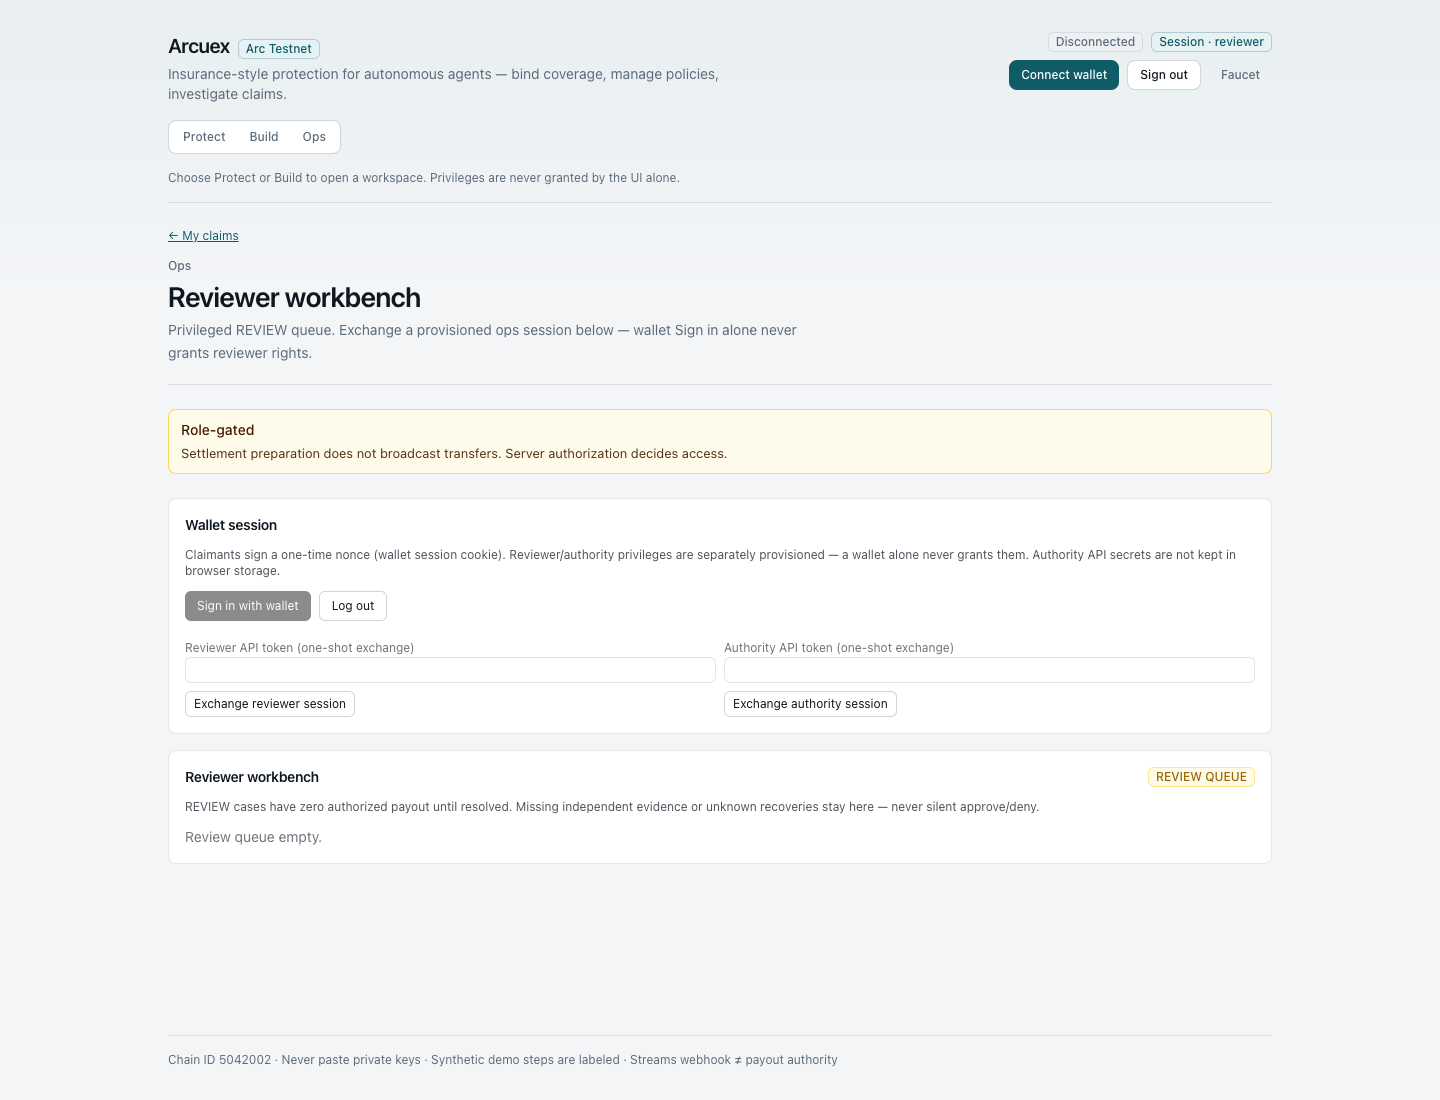 Arcuex Arc Testnet
Disconnected Session · reviewer
Insurance-style protection for autonomous agents — bind coverage, manage policies,
investigate claims.
Connect wallet Sign out Faucet
Protect Build Ops
Choose Protect or Build to open a workspace. Privileges are never granted by the UI alone.
← My claims
Ops
Reviewer workbench
Privileged REVIEW queue. Exchange a provisioned ops session below — wallet Sign in alone never
grants reviewer rights.
Role-gated
Settlement preparation does not broadcast transfers. Server authorization decides access.
Wallet session
Claimants sign a one-time nonce (wallet session cookie). Reviewer/authority privileges are separately provisioned — a wallet alone never grants them. Authority API secrets are not kept in
browser storage.
Sign in with wallet Log out
Reviewer API token (one-shot exchange) Authority API token (one-shot exchange)
Exchange reviewer session Exchange authority session
Reviewer workbench REVIEW QUEUE
REVIEW cases have zero authorized payout until resolved. Missing independent evidence or unknown recoveries stay here — never silent approve/deny.
Review queue empty.
Chain ID 5042002 · Never paste private keys · Synthetic demo steps are labeled · Streams webhook ≠ payout authority